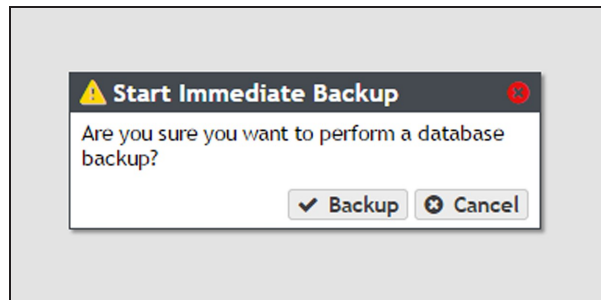 Start Immediate Backup
Are you sure you want to perform a database
backup?
Backup
Cancel